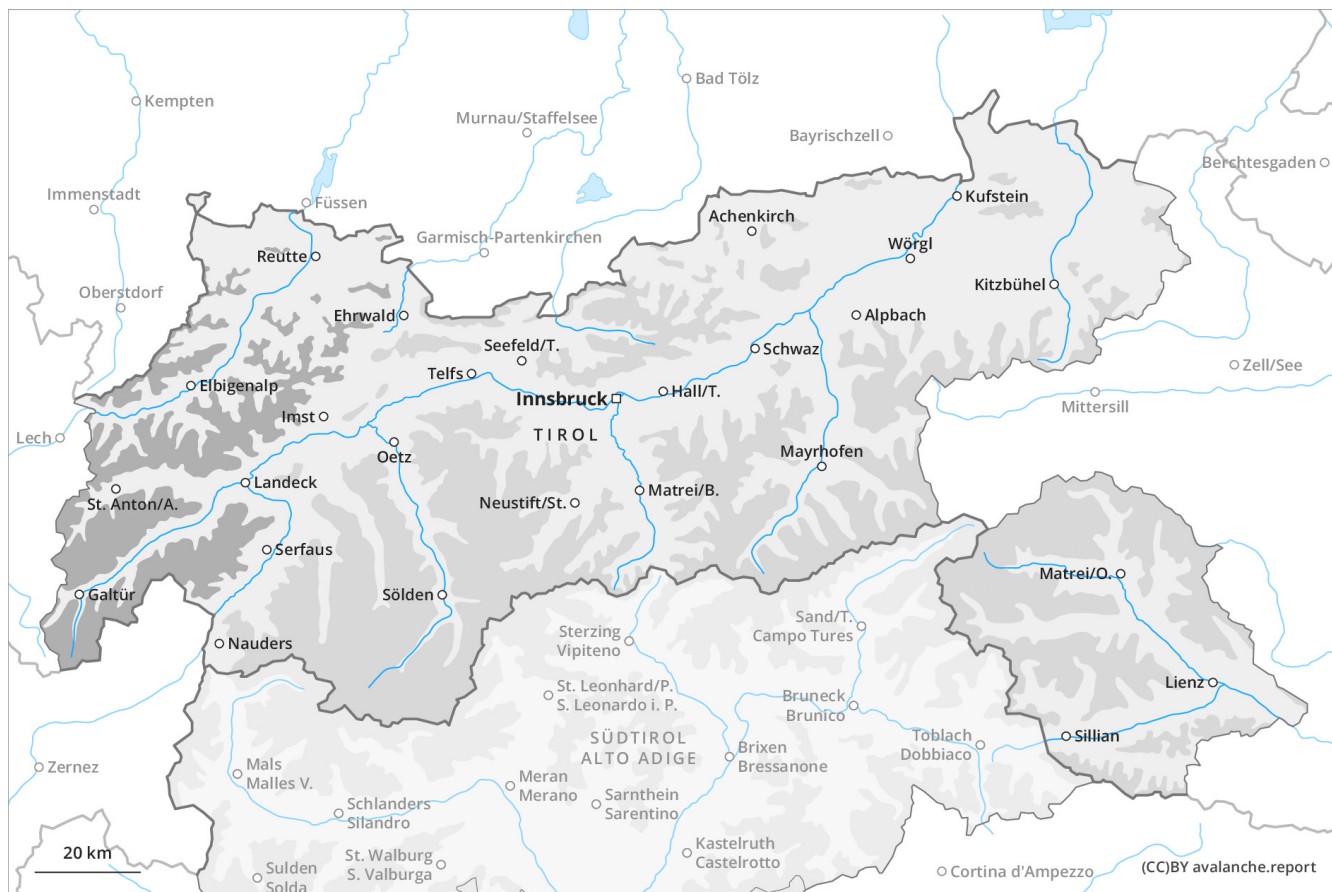 Bad Tölz
Kempten
Murnau/Staffelsee
Bayrischzell
Berchtesgaden
Immenstadt
Füssen
Kufstein
Achenkirch
Garmisch-Partenkirchen
Wörgl
Reutte
Oberstdorf
Kitzbühel
Ehrwald
Alpbach
Seefeld/T.
Schwaz
Zell/See
Telfs
Elbigenalp
Innsbruck
Hall/T.
Mittersill
Imst
TIROL
Lech
Oetz
Mayrhofen
Landeck
Matrei/B.
St. Anton/A.
Neustift/St.
Serfaus
Matrei/O.
Galtür
Sölden
Sand/T.
Campo Tures
Sterzing
Vipiteno
Nauders
Lienz
St. Leonhard/P.
S. Leonardo i. P.
Bruneck
Brunico
Toblach
Dobbiaco
Sillian
SÜDTIROL
ALTO ADIGE
Brixen
Bressanone
Zernez
Mals
Malles V.
Meran
Merano
Schlanders
Silandro
Sarnthein
Sarentino
Kastelruth
Castelrotto
20 km
St. Walburg
S. Valburga
Sulden
Solda
Cortina d'Ampezzo
(CC)BY avalanche.report